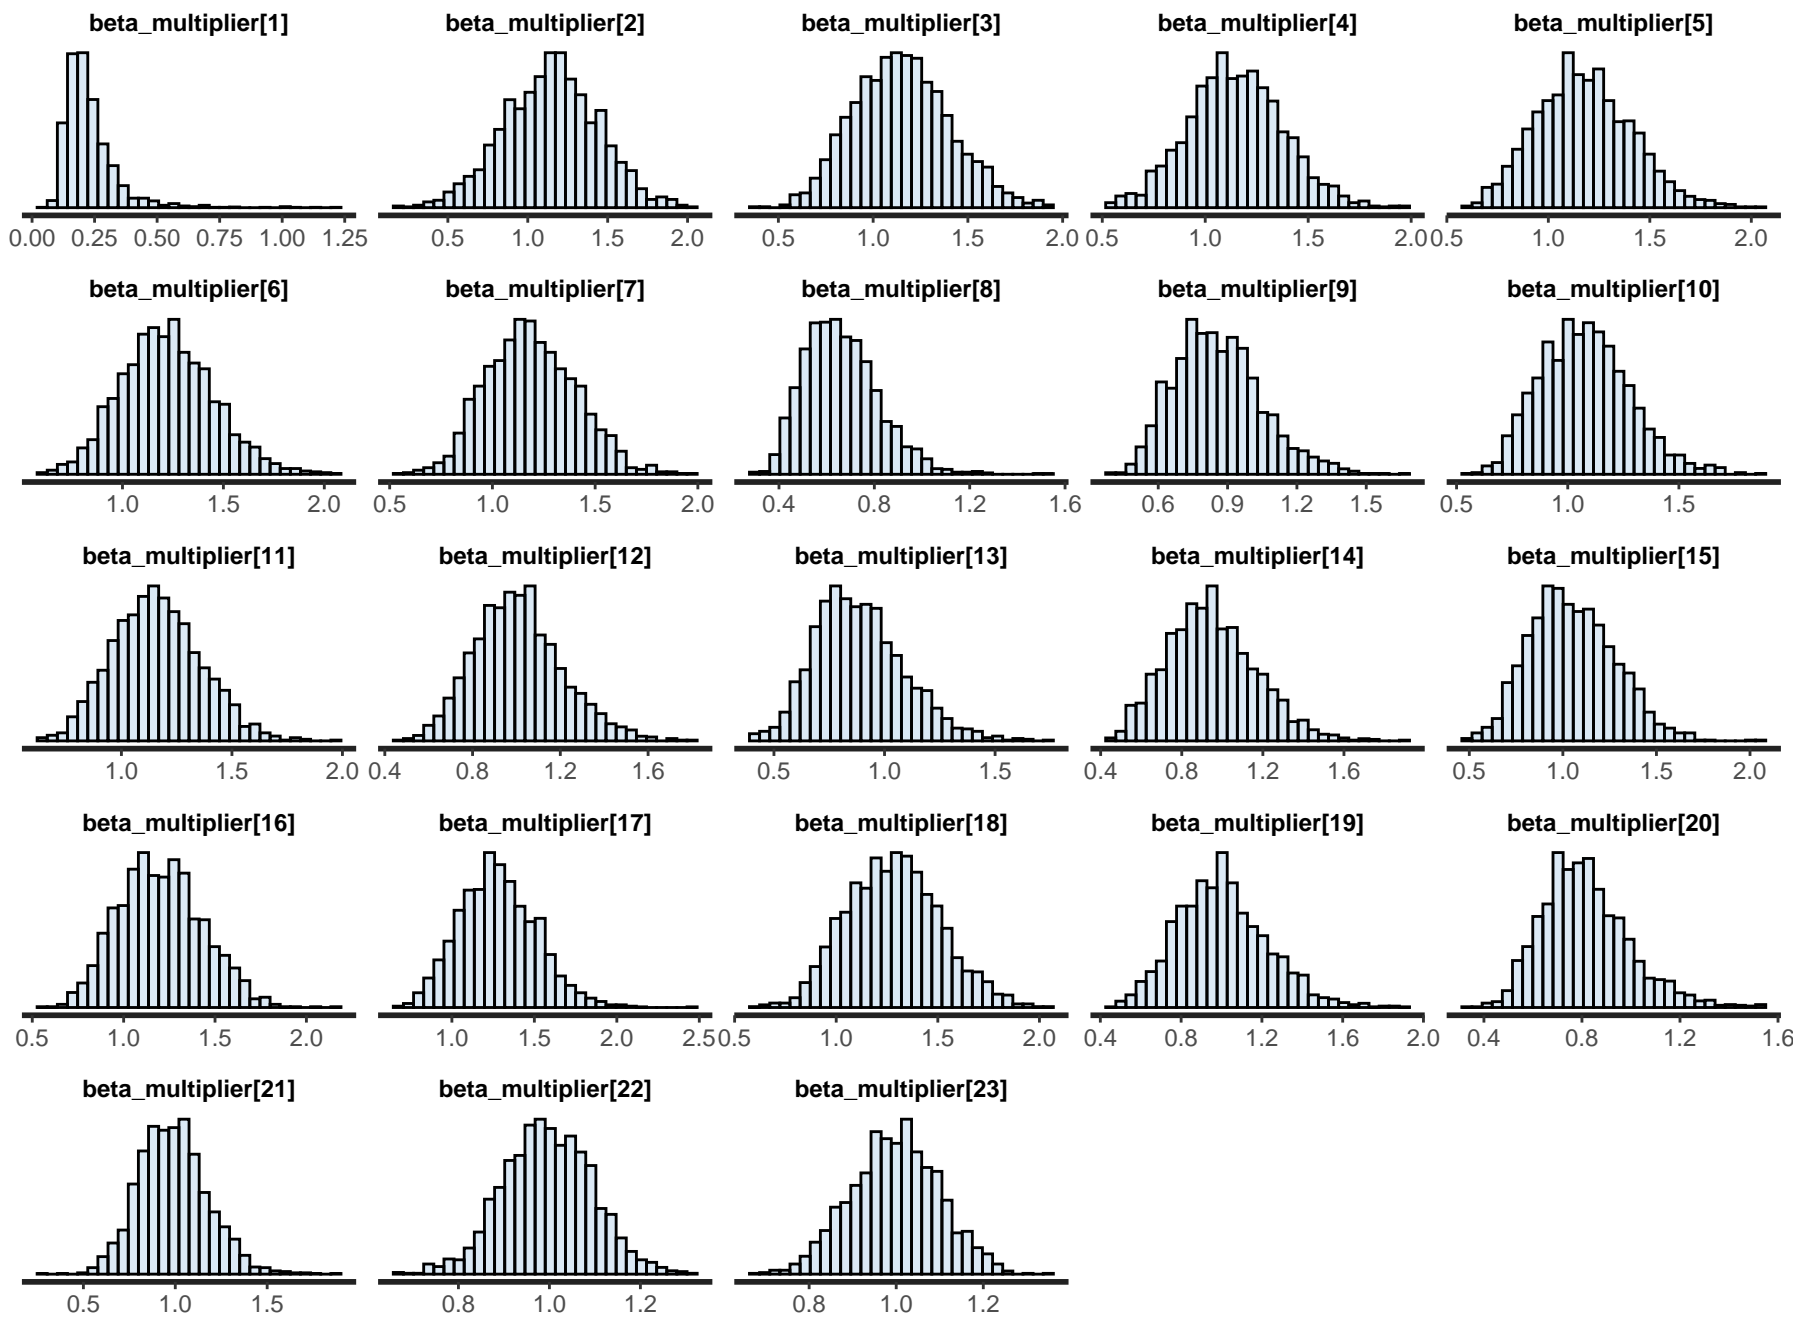 beta_multiplier[1] beta_multiplier[2] beta_multiplier[3] beta_multiplier[4] beta_multiplier[5]
0.00 0.25 0.50 0.75 1.00 1.25 0.5 1.0 1.5 2.0 0.5 1.0 1.5 2.0 0.5 1.0 1.5 2.0 0.5 1.0 1.5 2.0
beta_multiplier[6] beta_multiplier[7] beta_multiplier[8] beta_multiplier[9] beta_multiplier[10]
1.0 1.5 2.0 0.5 1.0 1.5 2.0 0.4 0.8 1.2 1.6 0.6 0.9 1.2 1.5 0.5 1.0 1.5
beta_multiplier[11] beta_multiplier[12] beta_multiplier[13] beta_multiplier[14] beta_multiplier[15]
1.0 1.5 2.0 0.4 0.8 1.2 1.6 0.5 1.0 1.5 0.4 0.8 1.2 1.6 0.5 1.0 1.5 2.0
beta_multiplier[16] beta_multiplier[17] beta_multiplier[18] beta_multiplier[19] beta_multiplier[20]
0.5 1.0 1.5 2.0 1.0 1.5 2.0 2.5 0.5 1.0 1.5 2.0 0.4 0.8 1.2 1.6 2.0 0.4 0.8 1.2 1.6
beta_multiplier[21] beta_multiplier[22] beta_multiplier[23]
0.5 1.0 1.5 0.8 1.0 1.2 0.8 1.0 1.2